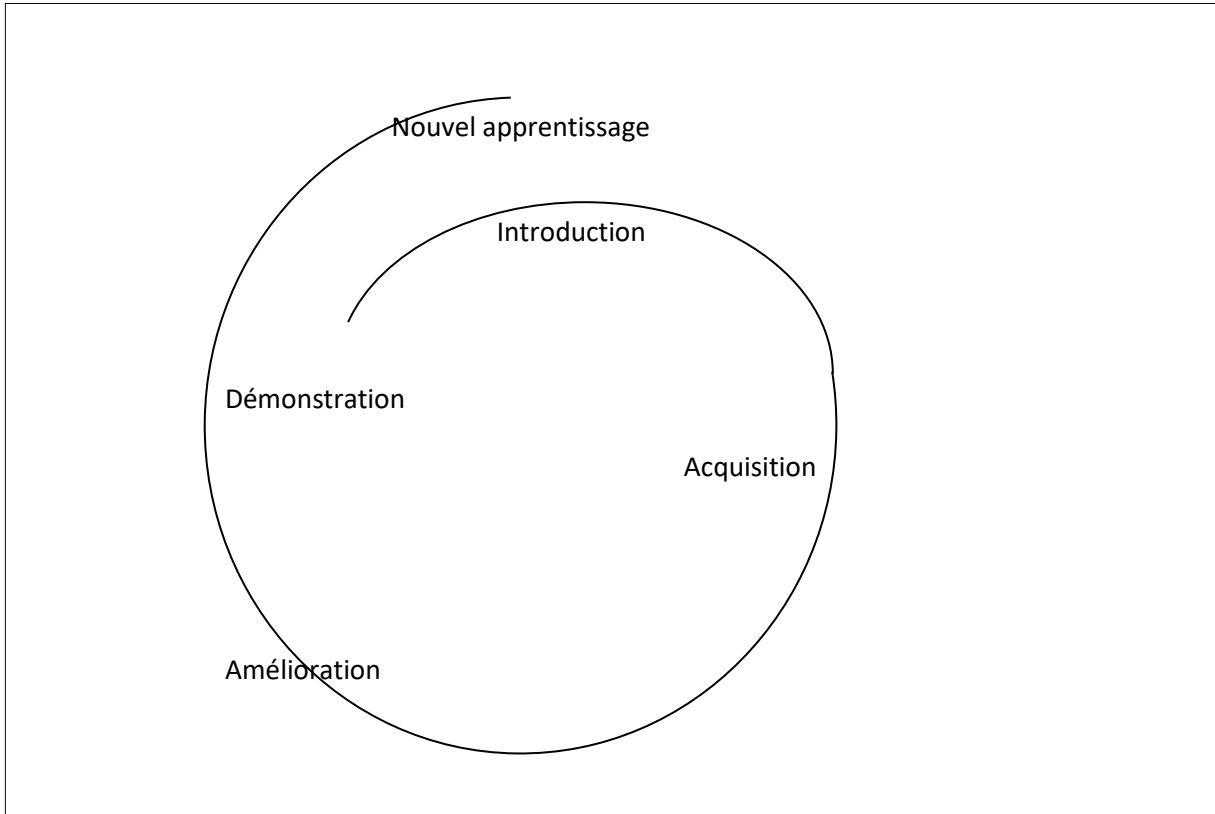 Nouvel apprentissage
Introduction
Démonstration
Acquisition
Amélioration